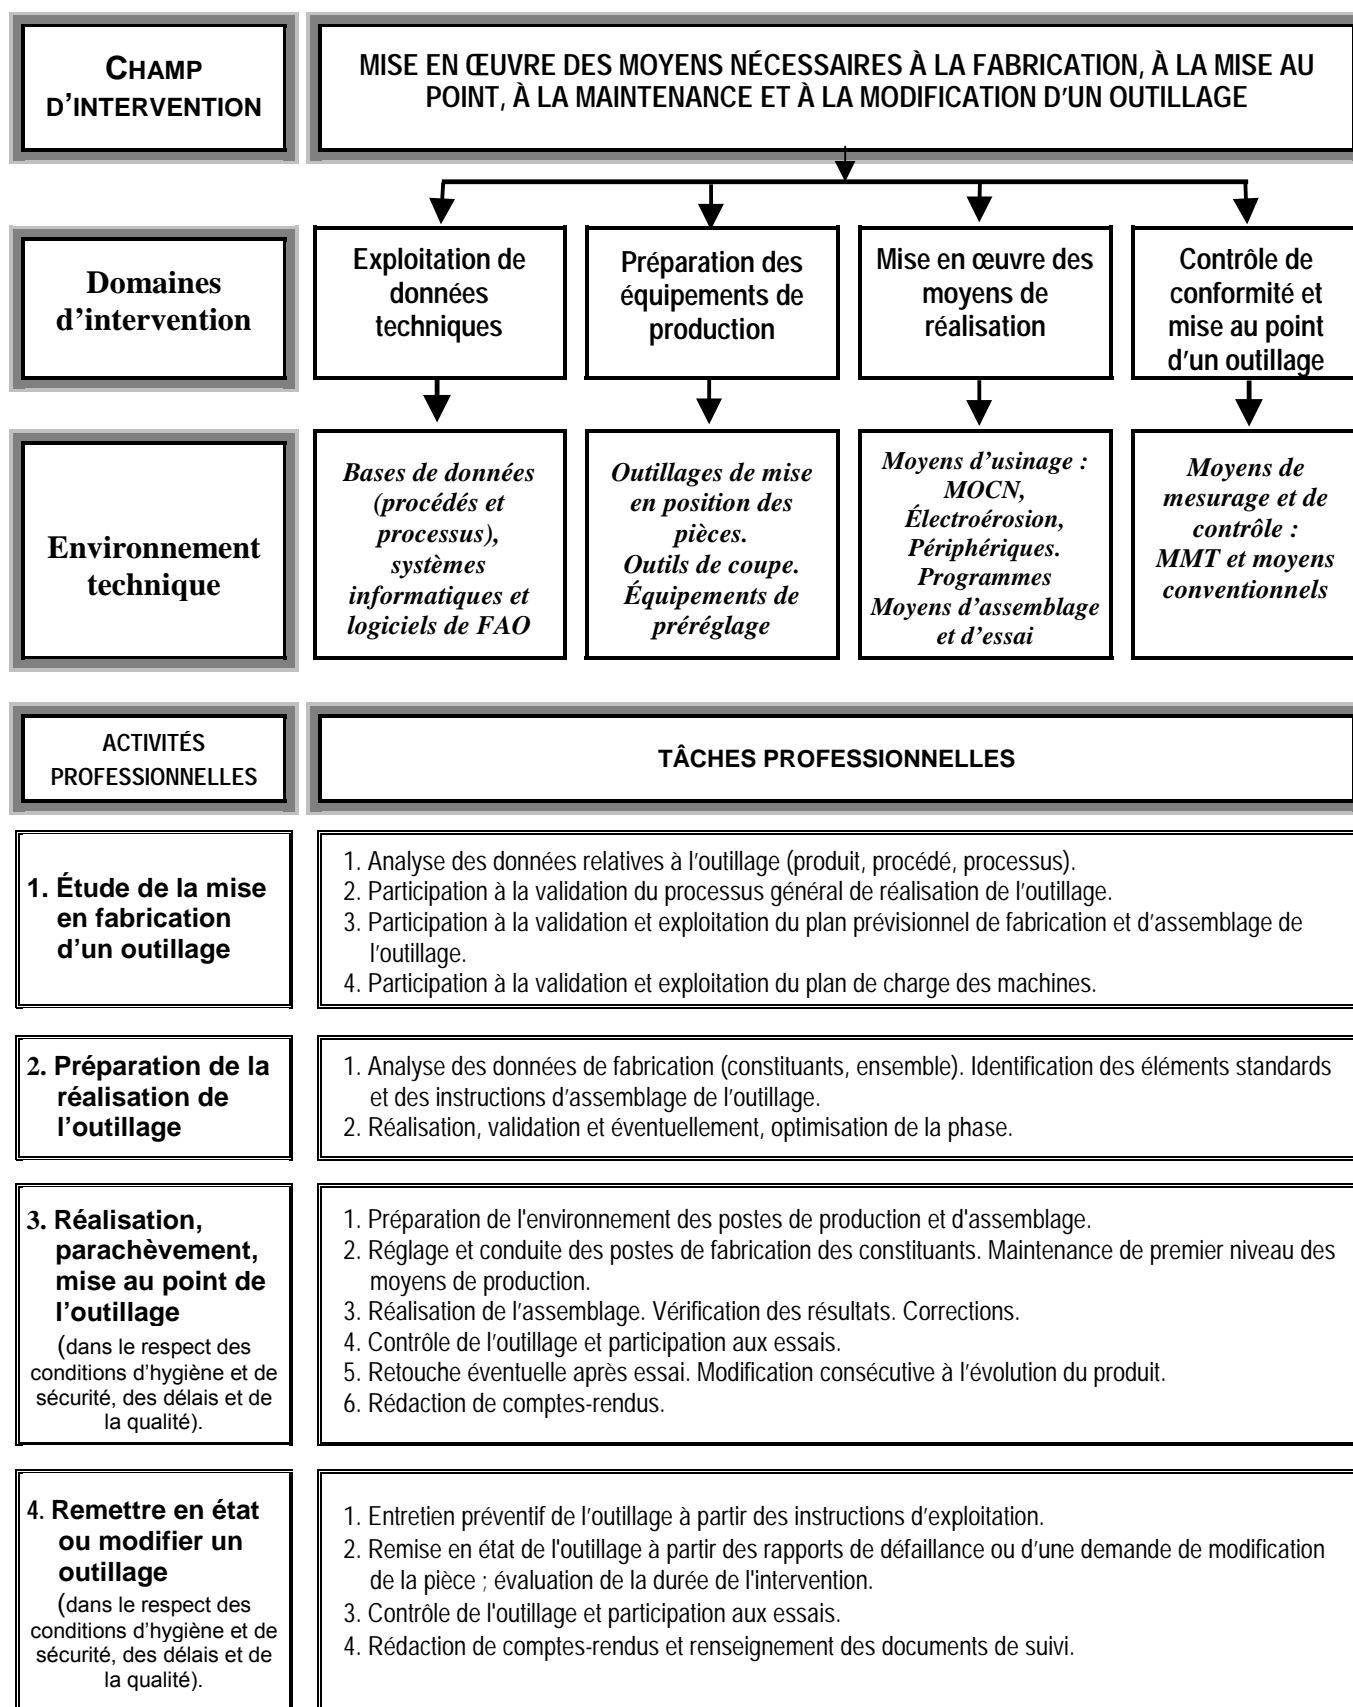 CHAMP
D’INTERVENTION
MISE EN ŒUVRE DES MOYENS NÉCESSAIRES À LA FABRICATION, À LA MISE AU
POINT, À LA MAINTENANCE ET À LA MODIFICATION D’UN OUTILLAGE
Domaines
d’intervention
Exploitation de
données
techniques
Préparation des
équipements de
production
Mise en œuvre des
moyens de
réalisation
Contrôle de
conformité et
mise au point
d’un outillage
Environnement
technique
Bases de données
(procédés et
processus),
systèmes
informatiques et
logiciels de FAO
Outillages de mise
en position des
pièces.
Outils de coupe.
Équipements de
préréglage
Moyens d’usinage :
MOCN,
Électroérosion,
Périphériques.
Programmes
Moyens d’assemblage
et d’essai
Moyens de
mesurage et de
contrôle :
MMT et moyens
conventionnels
ACTIVITÉS
PROFESSIONNELLES
TÂCHES PROFESSIONNELLES
1. Étude de la mise
en fabrication
d’un outillage
1. Analyse des données relatives à l’outillage (produit, procédé, processus).
2. Participation à la validation du processus général de réalisation de l’outillage.
3. Participation à la validation et exploitation du plan prévisionnel de fabrication et d’assemblage de
l’outillage.
4. Participation à la validation et exploitation du plan de charge des machines.
2. Préparation de la
réalisation de
l’outillage
1. Analyse des données de fabrication (constituants, ensemble). Identification des éléments standards
et des instructions d’assemblage de l’outillage.
2. Réalisation, validation et éventuellement, optimisation de la phase.
3. Réalisation,
parachèvement,
mise au point de
l’outillage
(dans le respect des
conditions d’hygiène et de
sécurité, des délais et de
la qualité).
1. Préparation de l'environnement des postes de production et d'assemblage.
2. Réglage et conduite des postes de fabrication des constituants. Maintenance de premier niveau des
moyens de production.
3. Réalisation de l’assemblage. Vérification des résultats. Corrections.
4. Contrôle de l’outillage et participation aux essais.
5. Retouche éventuelle après essai. Modification consécutive à l’évolution du produit.
6. Rédaction de comptes-rendus.
4. Remettre en état
ou modifier un
outillage
(dans le respect des
conditions d’hygiène et de
sécurité, des délais et de
la qualité).
1. Entretien préventif de l’outillage à partir des instructions d’exploitation.
2. Remise en état de l'outillage à partir des rapports de défaillance ou d’une demande de modification
de la pièce ; évaluation de la durée de l’intervention.
3. Contrôle de l'outillage et participation aux essais.
4. Rédaction de comptes-rendus et renseignement des documents de suivi.